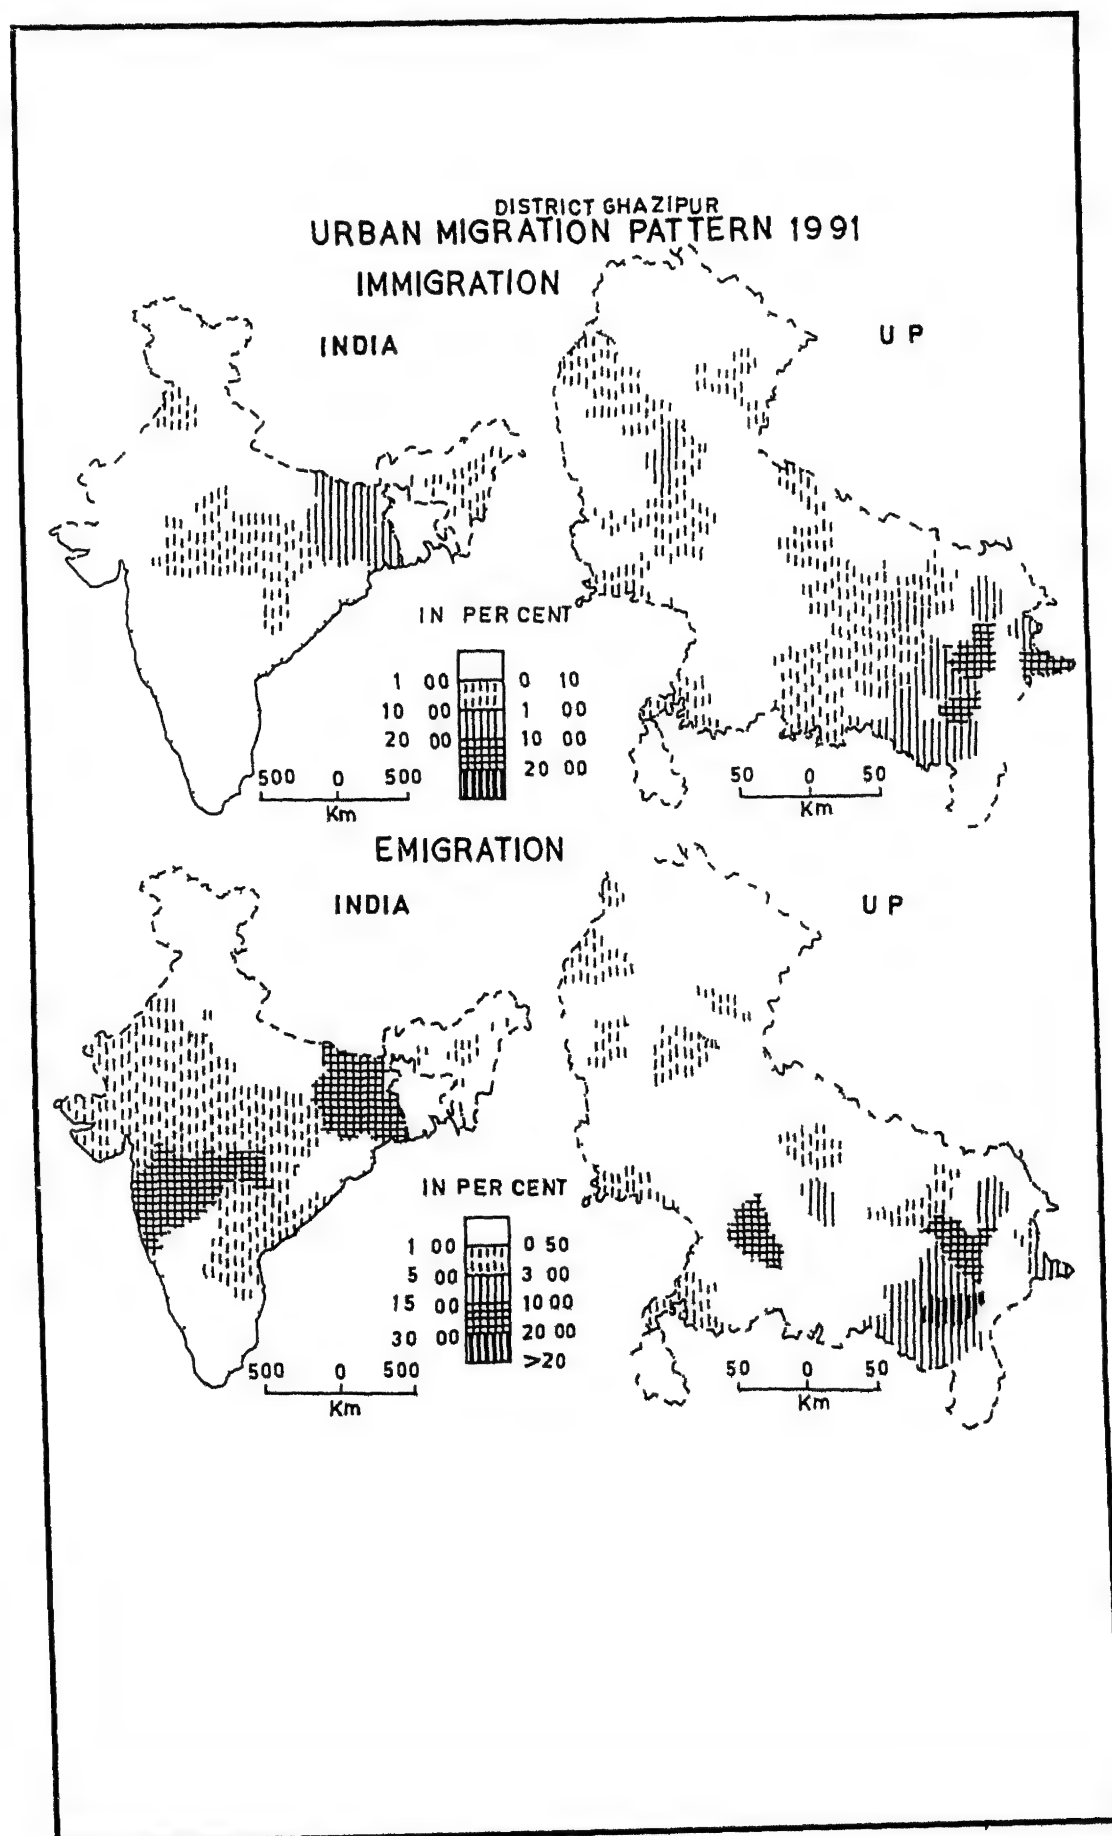 DISTRICT GHAZIPUR
URBAN MIGRATION PATTERN 1991
IMMIGRATION
INDIA
U P
IN PER CENT
1 00 0 10
10 00 1 00
20 00 10 00
20 00
500 0 500
Km
50 0 50
Km
EMIGRATION
INDIA
U P
IN PER CENT
1 00 0 50
5 00 3 00
15 00 10 00
30 00 20 00
>20
500 0 500
Km
50 0 50
Km